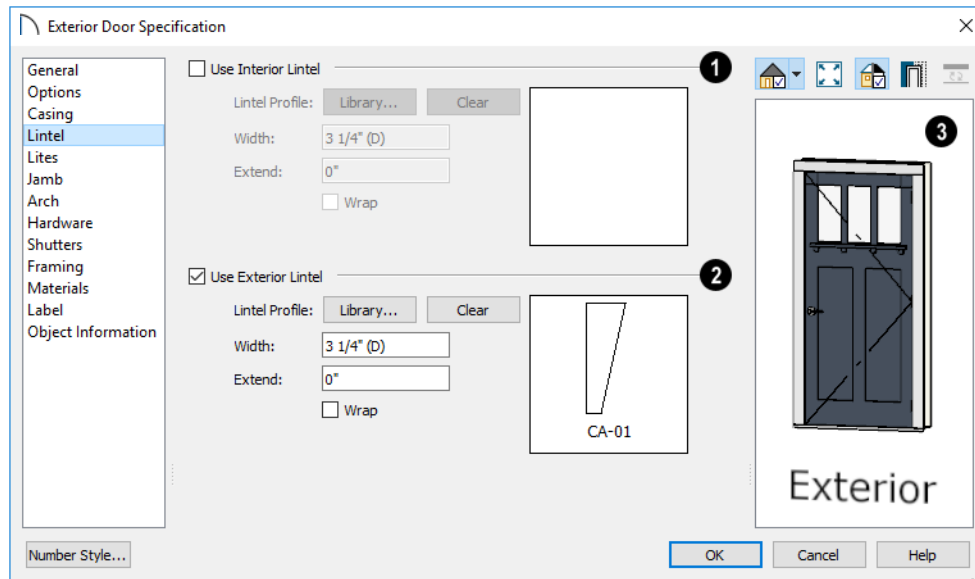 Exterior Door Specification
General
Options
Casing
Lintel
Lites
Jamb
Arch
Hardware
Shutters
Framing
Materials
Label
Object Information
Use Interior Lintel
1
Lintel Profile: Library... Clear
Width: 3 1/4" (D)
Extend: 0"
Wrap
Use Exterior Lintel
2
Lintel Profile: Library... Clear
Width: 3 1/4" (D)
Extend: 0"
Wrap
CA-01
3
Exterior
Number Style...
OK Cancel Help